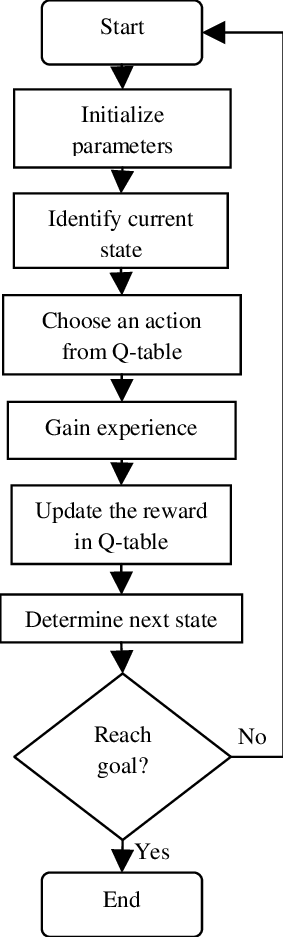 Start
Initialize
parameters
Identify current
state
Choose an action
from Q-table
Gain experience
Update the reward
in Q-table
Determine next state
Reach
goal?
No
Yes
End